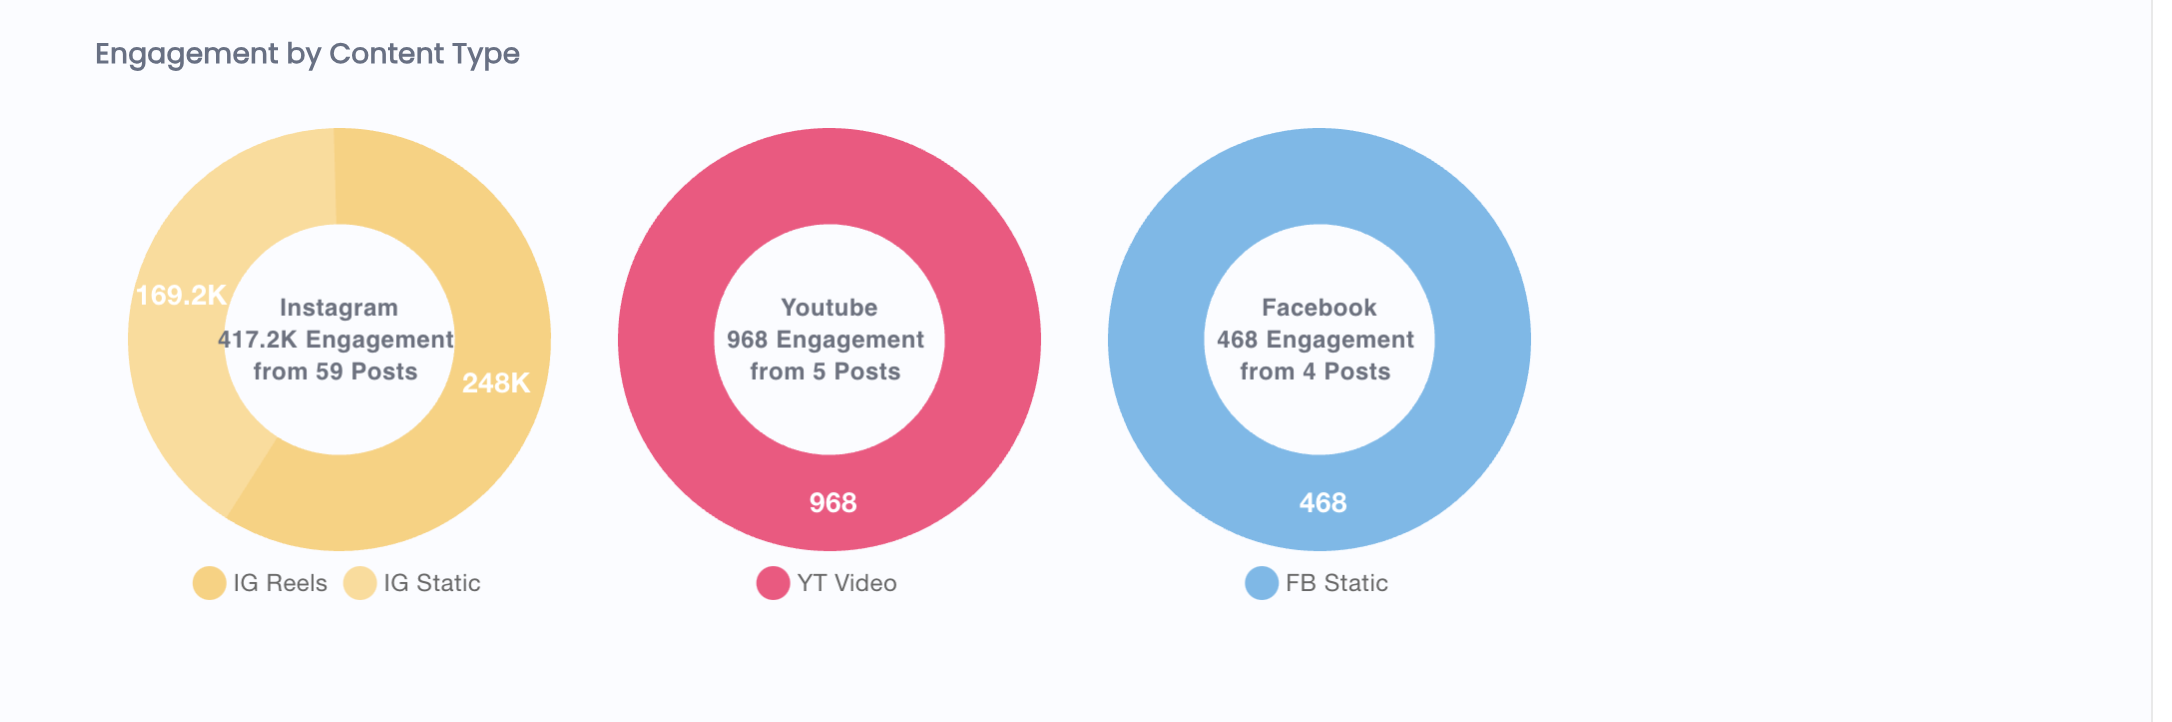 Engagement by Content Type
169.2K
248K
Instagram
417.2K Engagement
from 59 Posts
IG Reels
IG Static
Youtube
968 Engagement
from 5 Posts
968
YT Video
Facebook
468 Engagement
from 4 Posts
468
FB Static